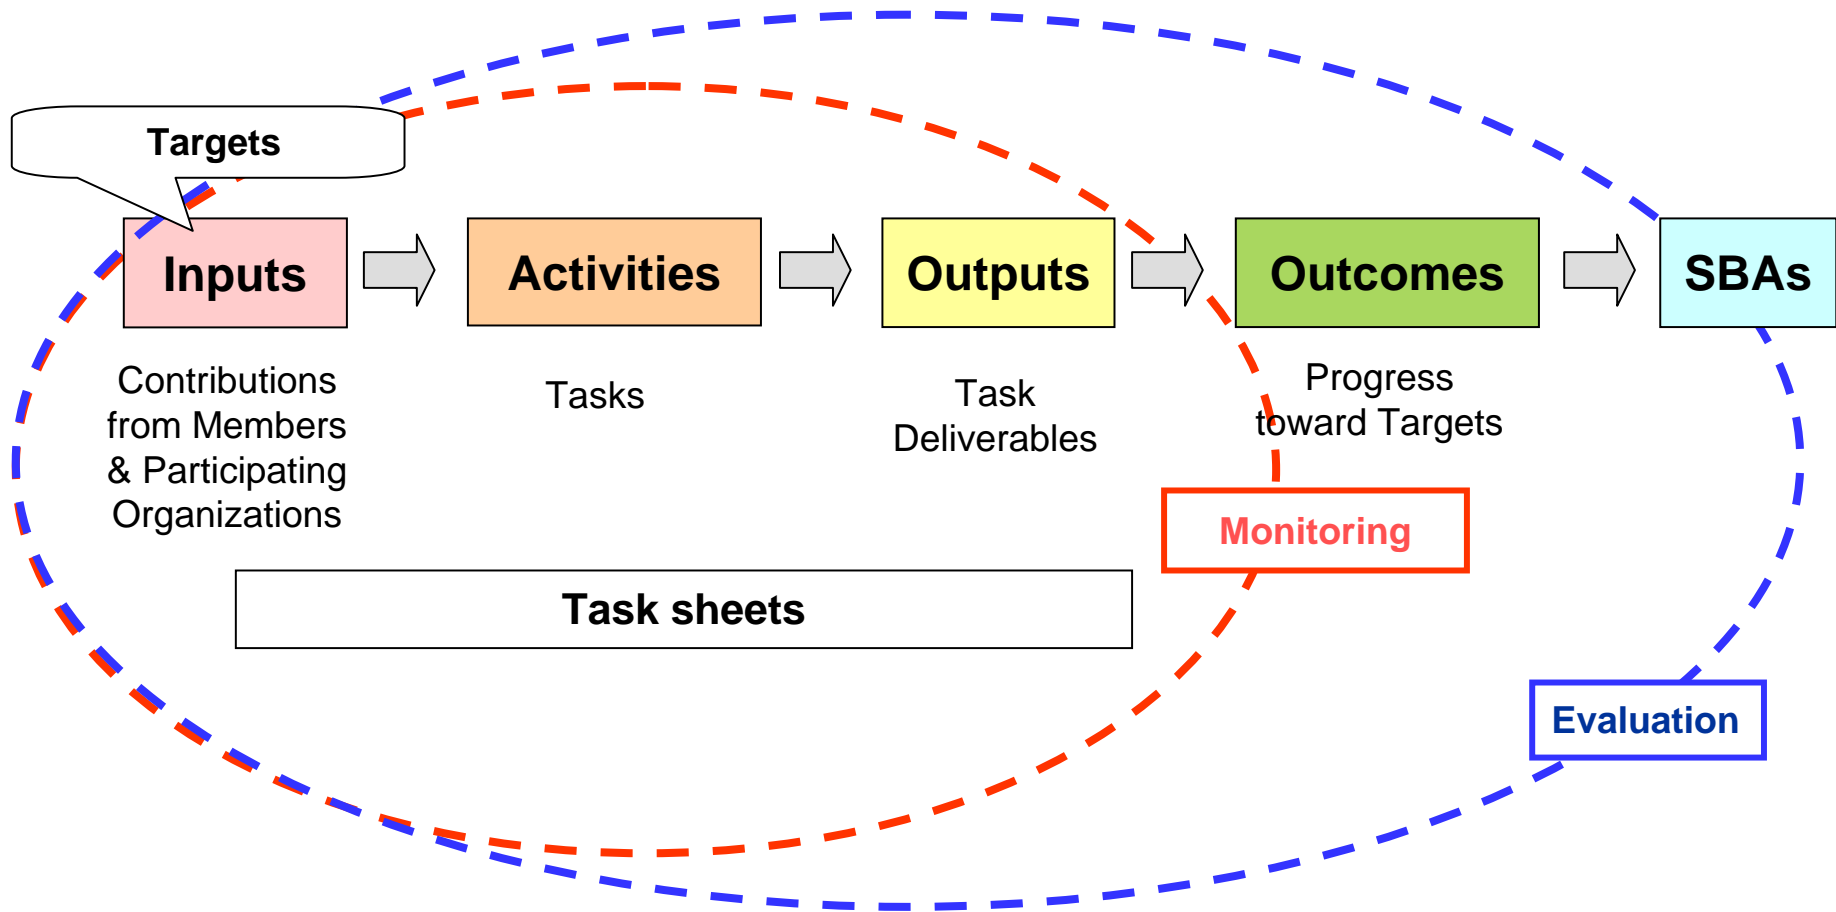 Targets
Inputs
Activities
Outputs
Outcomes
SBAs
Contributions
from Members
& Participating
Organizations
Tasks
Task
Deliverables
Progress
toward Targets
Monitoring
Task sheets
Evaluation